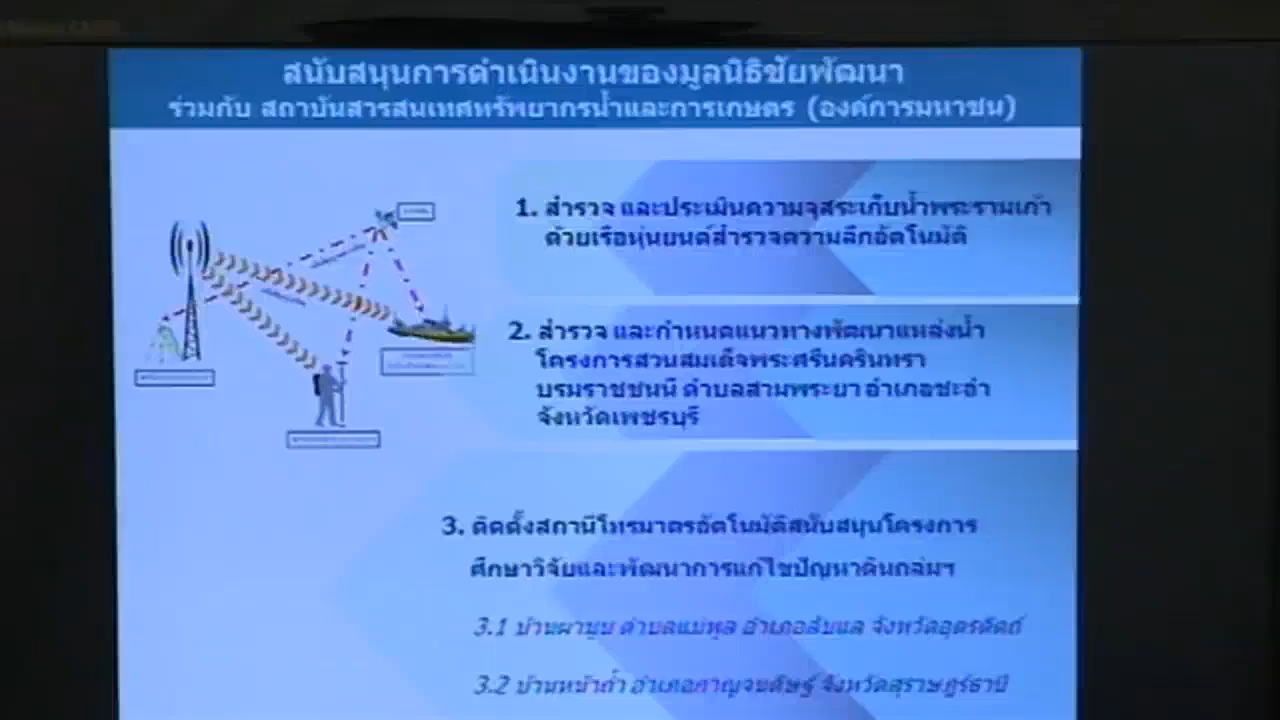 สนับสนุนการดำเนินงานของมูลนิธิชัยพัฒนา
ร่วมกับ สถาบันสารสนเทศทรัพยากรน้ำและการเกษตร (องค์การมหาชน)
1. สำรวจ และประเมินความจุสระเก็บน้ำพระรามเก้า
ด้วยเรือหุ่นยนต์สำรวจความลึกอัตโนมัติ
2. สำรวจ และกำหนดแนวทางพัฒนาแหล่งน้ำ
โครงการสวนสมเด็จพระศรีนครินทรา
บรมราชชนนี ตำบลสามพระยา อำเภอชะอำ
จังหวัดเพชรบุรี
3. ติดตั้งสถานีโทรมาตรอัตโนมัติสนับสนุนโครงการ
ศึกษาวิจัยและพัฒนาการแก้ไขปัญหาดินถล่มฯ
3.1 บ้านผามูบ ตำบลแม่พูล อำเภอลับแล จังหวัดอุตรดิตถ์
3.2 บ้านหน้าถ้ำ อำเภอกาญจนดิษฐ์ จังหวัดสุราษฎร์ธานี